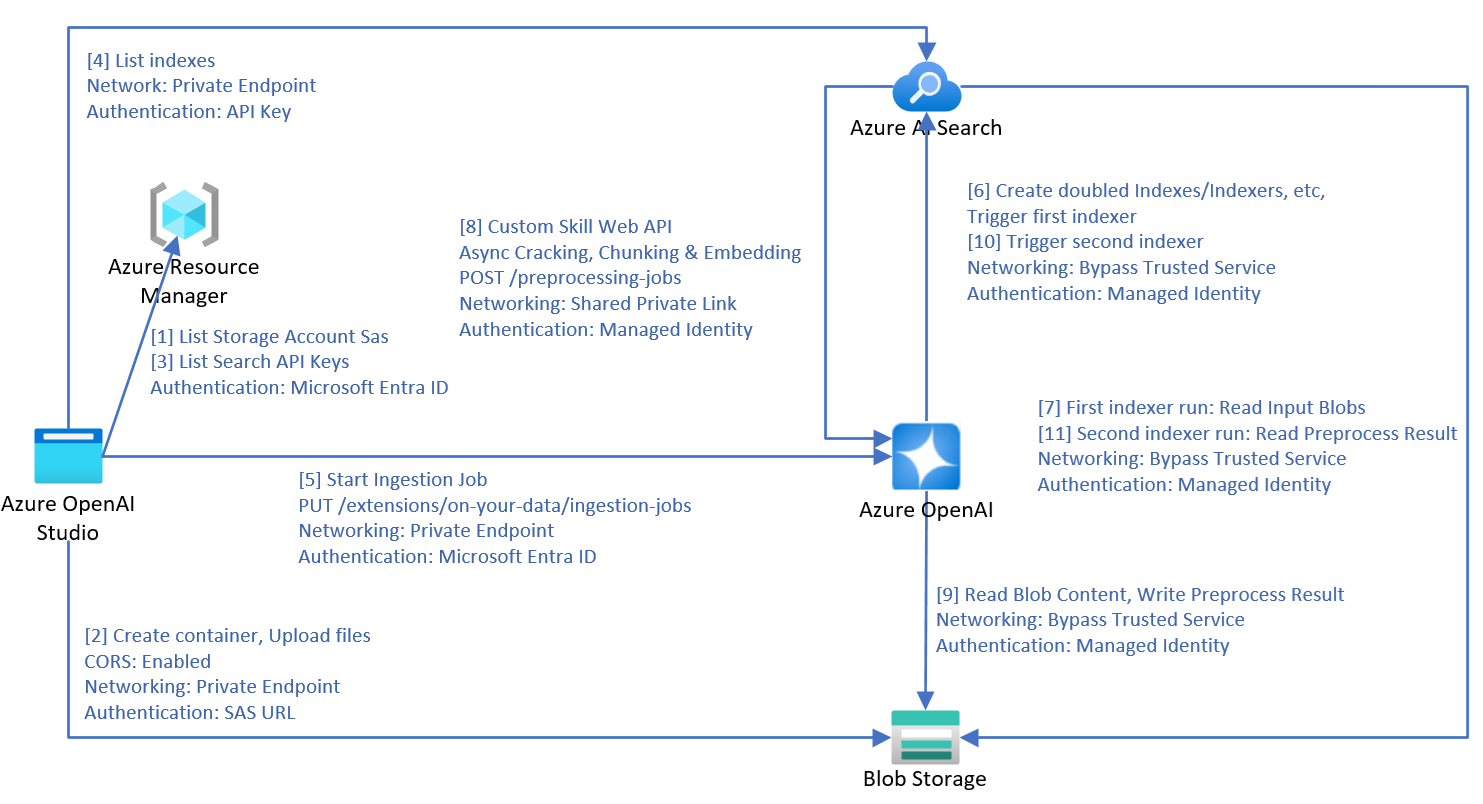 [4] List indexes
Network: Private Endpoint
Authentication: API Key
Azure AI Search
Azure Resource
Manager
[1] List Storage Account Sas
[3] List Search API Keys
Authentication: Microsoft Entra ID
[8] Custom Skill Web API
Async Cracking, Chunking & Embedding
POST /preprocessing-jobs
Networking: Shared Private Link
Authentication: Managed Identity
[6] Create doubled Indexes/Indexers, etc,
Trigger first indexer
[10] Trigger second indexer
Networking: Bypass Trusted Service
Authentication: Managed Identity
[7] First indexer run: Read Input Blobs
[11] Second indexer run: Read Preprocess Result
Networking: Bypass Trusted Service
Authentication: Managed Identity
Azure OpenAI
Studio
[5] Start Ingestion Job
PUT /extensions/on-your-data/ingestion-jobs
Networking: Private Endpoint
Authentication: Microsoft Entra ID
Azure OpenAI
[2] Create container, Upload files
CORS: Enabled
Networking: Private Endpoint
Authentication: SAS URL
[9] Read Blob Content, Write Preprocess Result
Networking: Bypass Trusted Service
Authentication: Managed Identity
Blob Storage